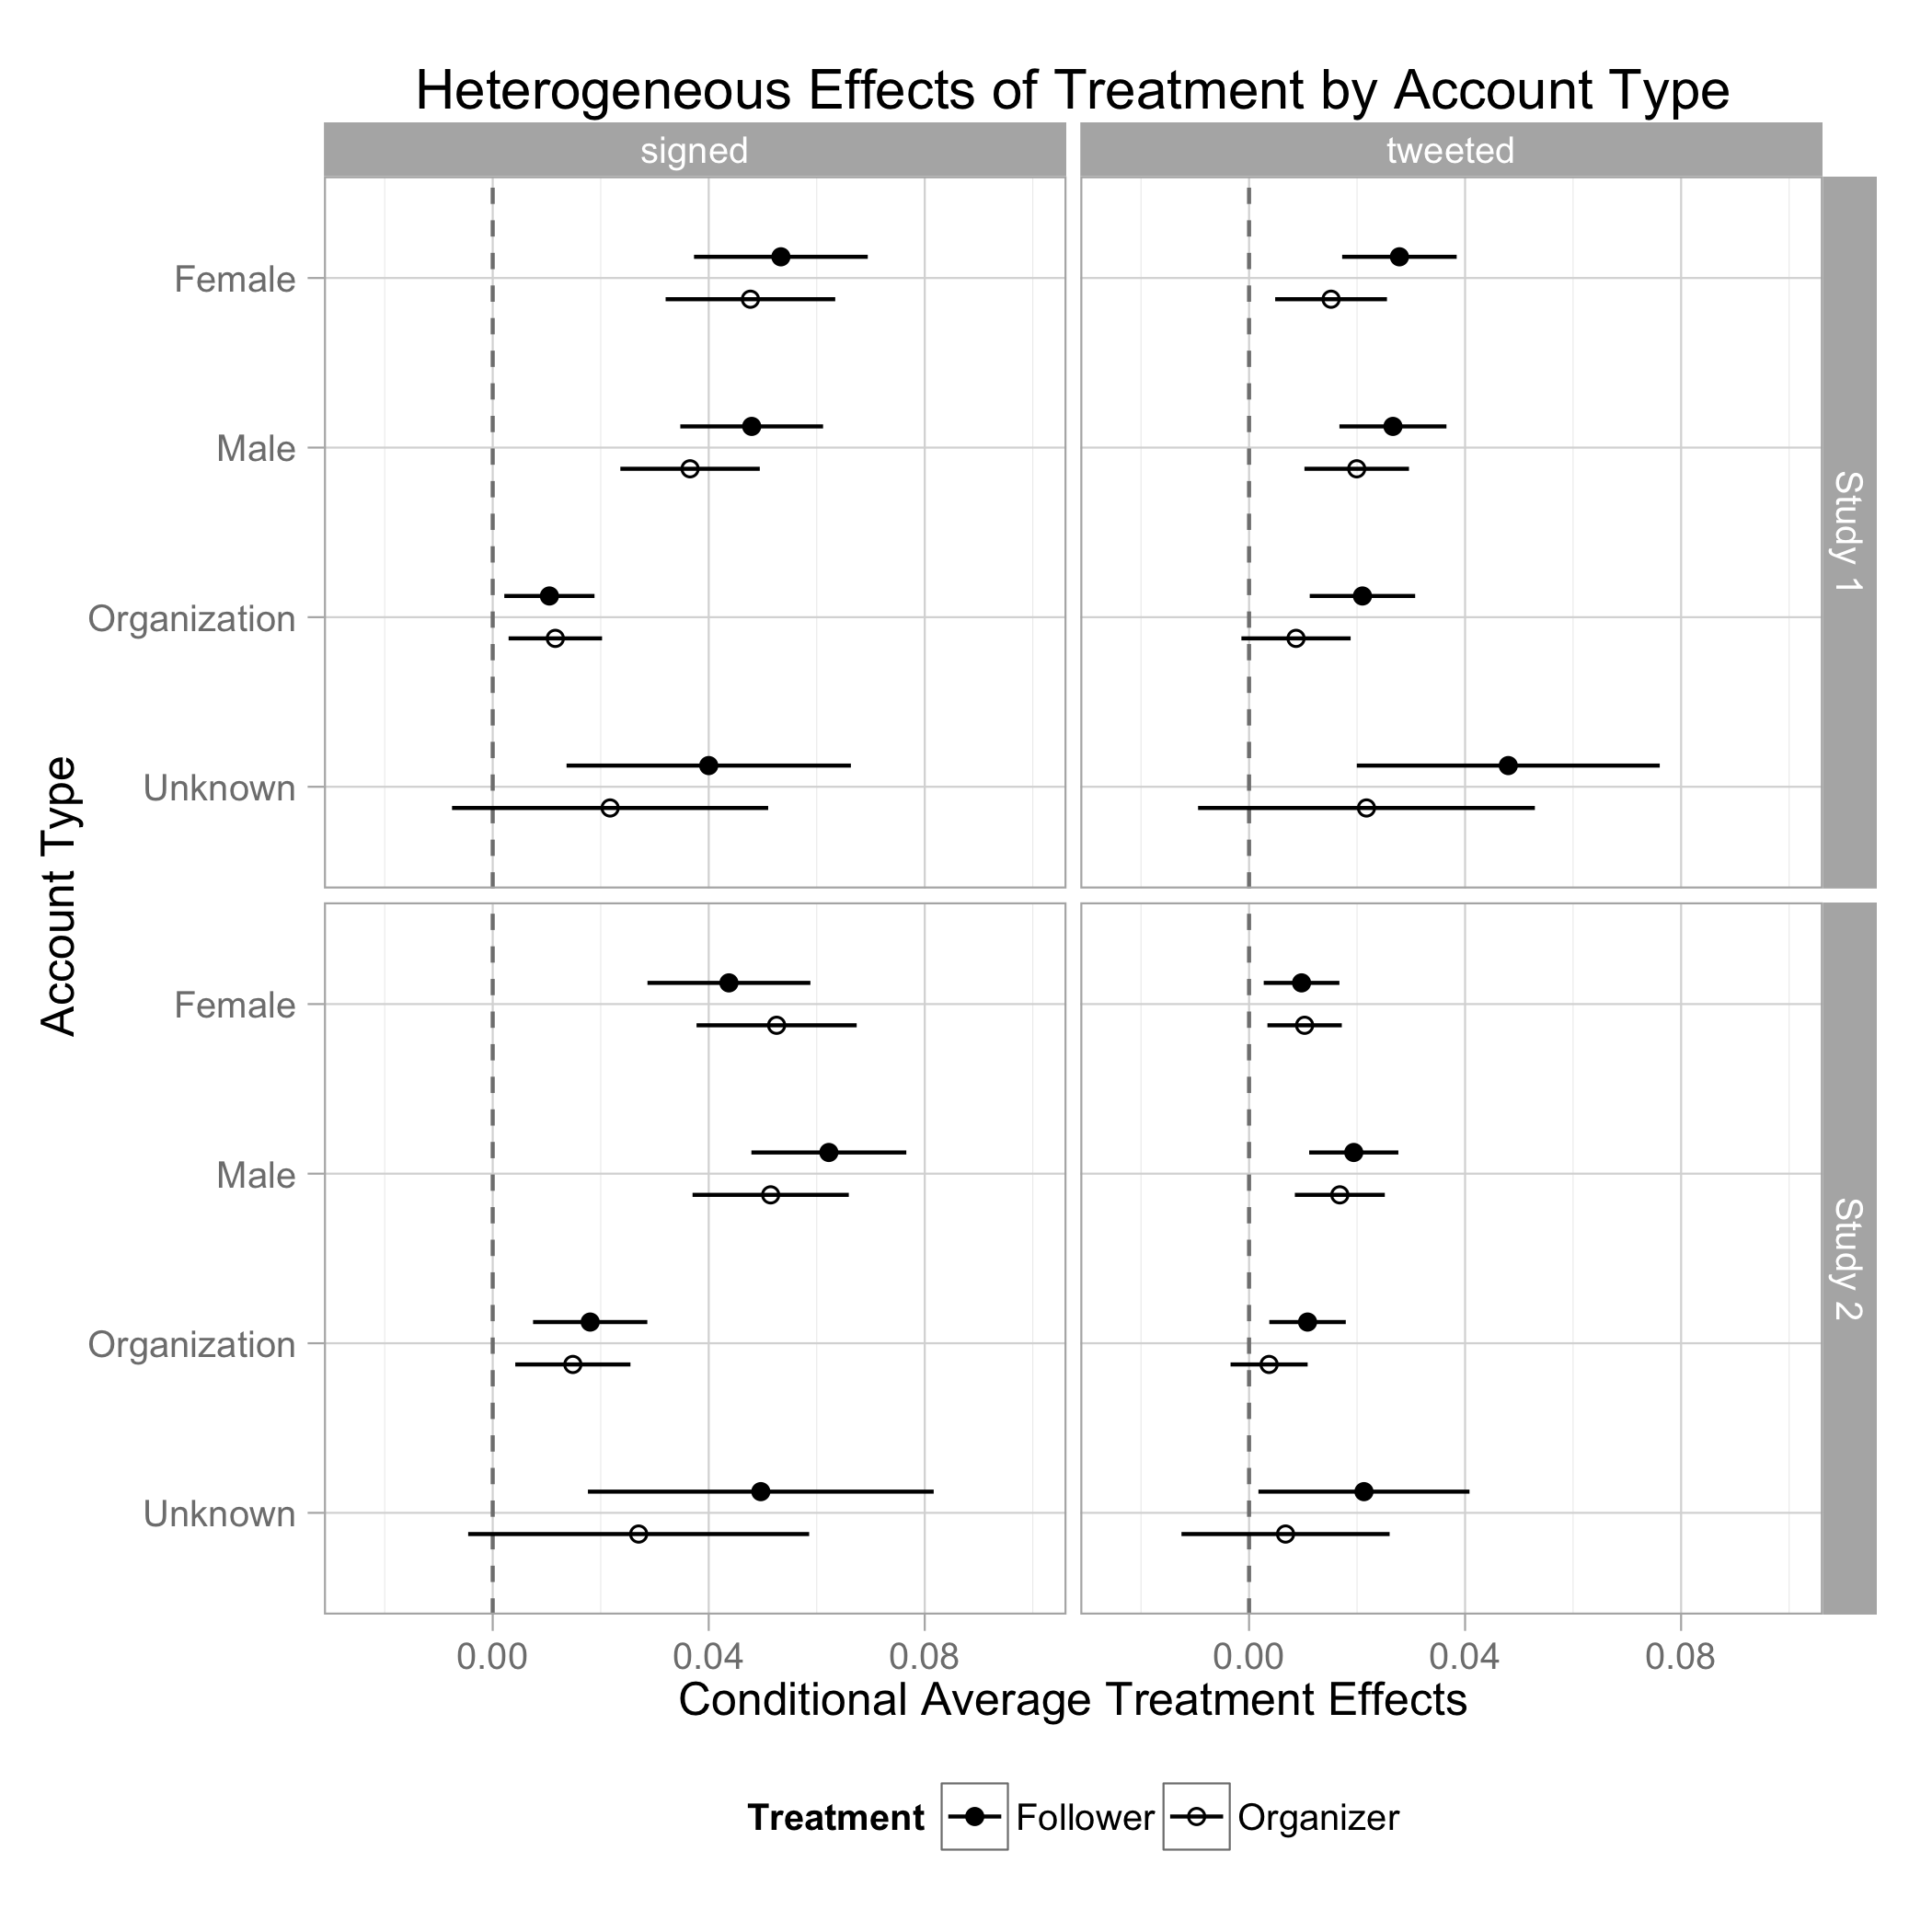 Heterogeneous Effects of Treatment by Account Type
signed
tweeted
Account Type
Female
Male
Organization
Unknown
Study 1
Female
Male
Organization
Unknown
Study 2
0.00 0.04 0.08
0.00 0.04 0.08
Conditional Average Treatment Effects
Treatment Follower Organizer